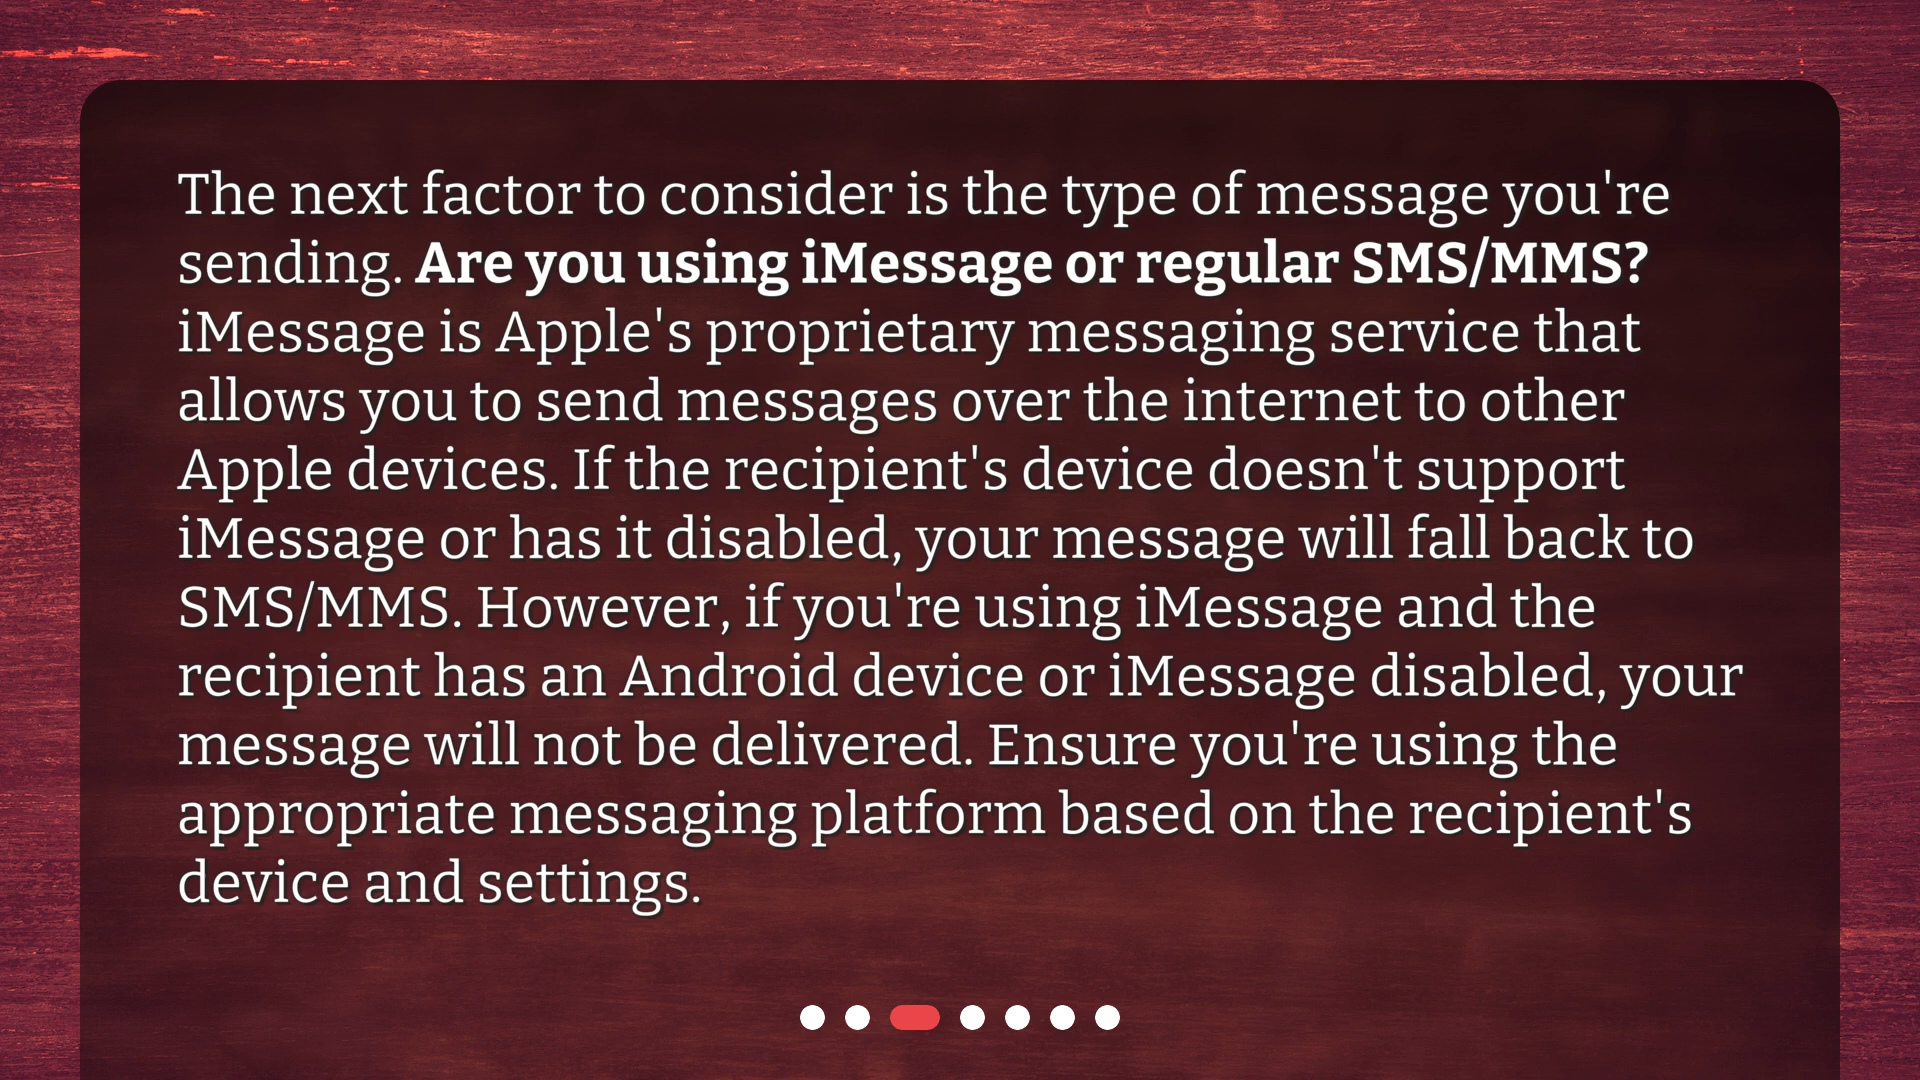 The next factor to consider is the type of message you're
sending. Are you using iMessage or regular SMS/MMS?
iMessage is Apple's proprietary messaging service that
allows you to send messages over the internet to other
Apple devices. If the recipient's device doesn't support
iMessage or has it disabled, your message will fall back to
SMS/MMS. However, if you're using iMessage and the
recipient has an Android device or iMessage disabled, your
message will not be delivered. Ensure you're using the
appropriate messaging platform based on the recipient's
device and settings.